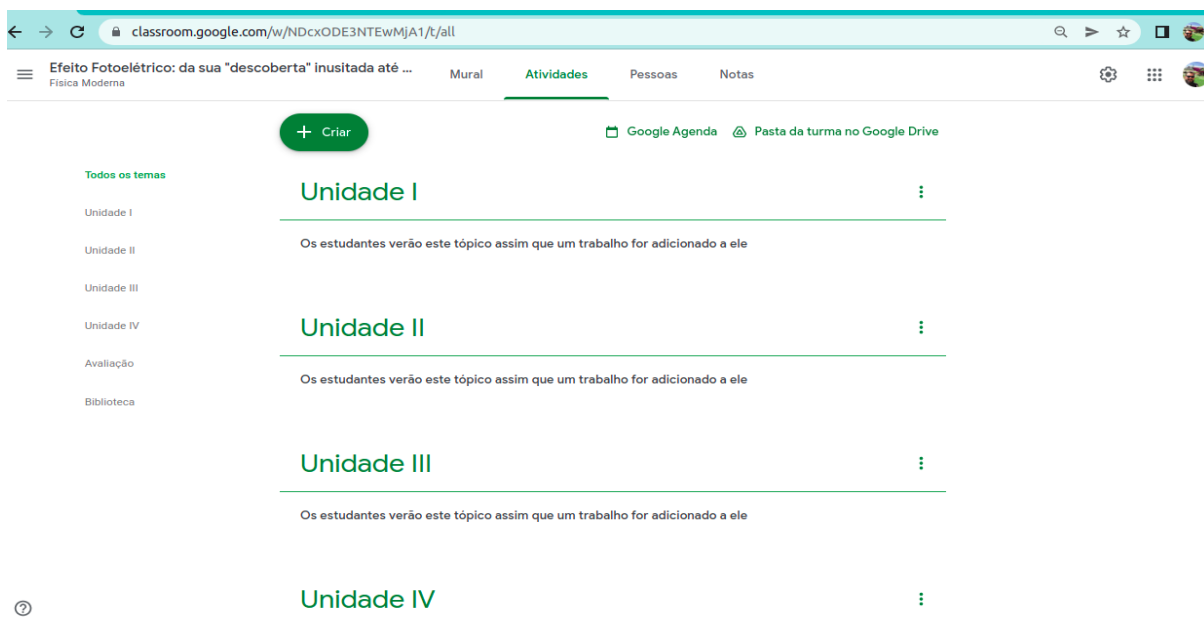 classroom.google.com/w/NDcxODE3NTEwMjA1/t/all
Efeito Fotoelétrico: da sua "descoberta" inusitada até ...
Física Moderna
Mural
Atividades
Pessoas
Notas
Criar
Google Agenda
Pasta da turma no Google Drive
Todos os temas
Unidade I
Unidade II
Unidade III
Unidade IV
Avaliação
Biblioteca
Unidade I
Os estudantes verão este tópico assim que um trabalho for adicionado a ele
Unidade II
Os estudantes verão este tópico assim que um trabalho for adicionado a ele
Unidade III
Os estudantes verão este tópico assim que um trabalho for adicionado a ele
Unidade IV